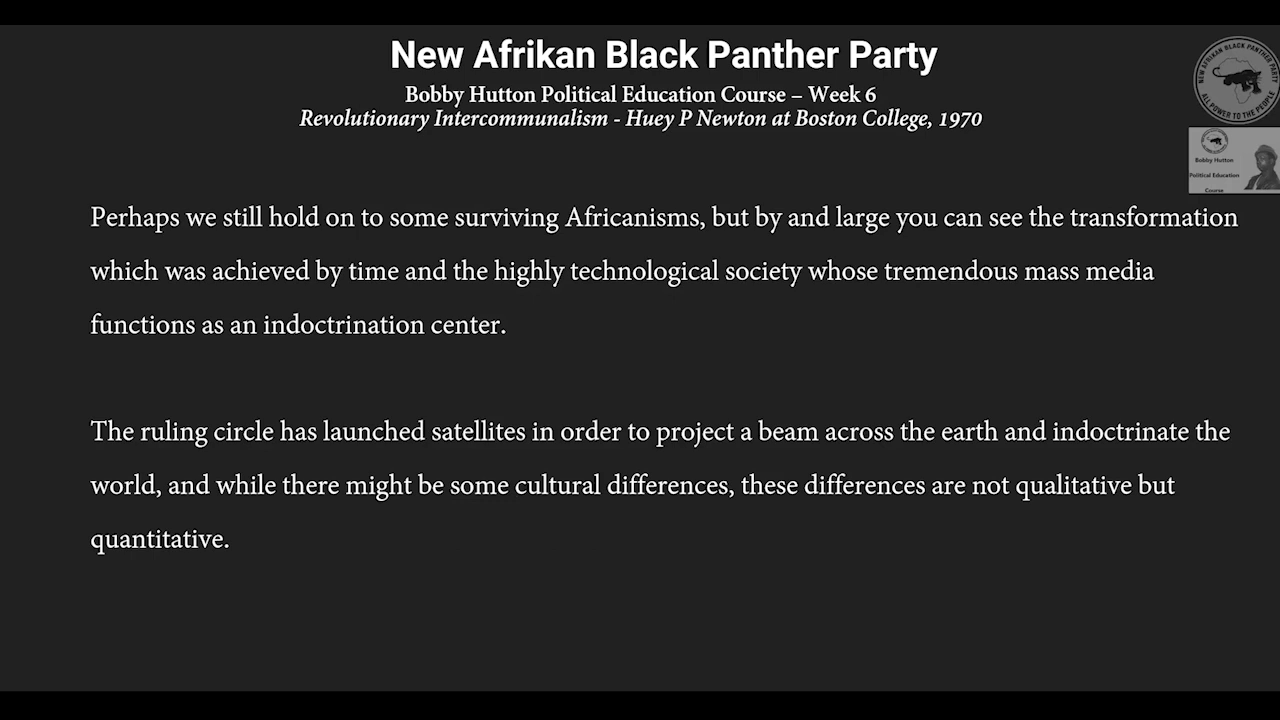 New Afrikan Black Panther Party
Bobby Hutton Political Education Course – Week 6
Revolutionary Intercommunalism - Huey P Newton at Boston College, 1970
NEW AFRIKAN BLACK PANTHER PARTY
ALL POWER TO THE PEOPLE
Bobby Hutton
Political Education
Course
Perhaps we still hold on to some surviving Africanisms, but by and large you can see the transformation
which was achieved by time and the highly technological society whose tremendous mass media
functions as an indoctrination center.
The ruling circle has launched satellites in order to project a beam across the earth and indoctrinate the
world, and while there might be some cultural differences, these differences are not qualitative but
quantitative.